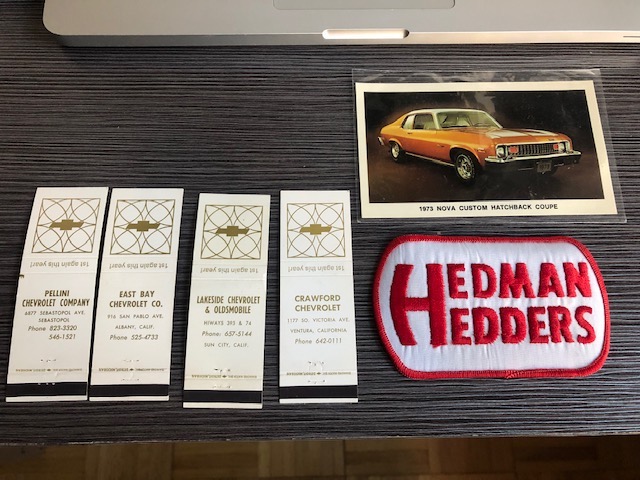 1973 NOVA CUSTOM HATCHBACK COUPE
1st again this year!
PELLINI
CHEVROLET COMPANY
6877 SEBASTOPOL AVE.
SEBASTOPOL
Phone 823-3320
546-1521
1st again this year!
EAST BAY
CHEVROLET CO.
916 SAN PABLO AVE.
ALBANY, CALIF.
Phone 525-4733
1st again this year!
LAKESIDE CHEVROLET
& OLDSMOBILE
HIWAYS 395 & 74
Phone: 657-5144
SUN CITY, CALIF.
1st again this year!
CRAWFORD
CHEVROLET
1177 SO. VICTORIA AVE.
VENTURA, CALIFORNIA
Phone 642-0111
HEDMAN
HEDDERS